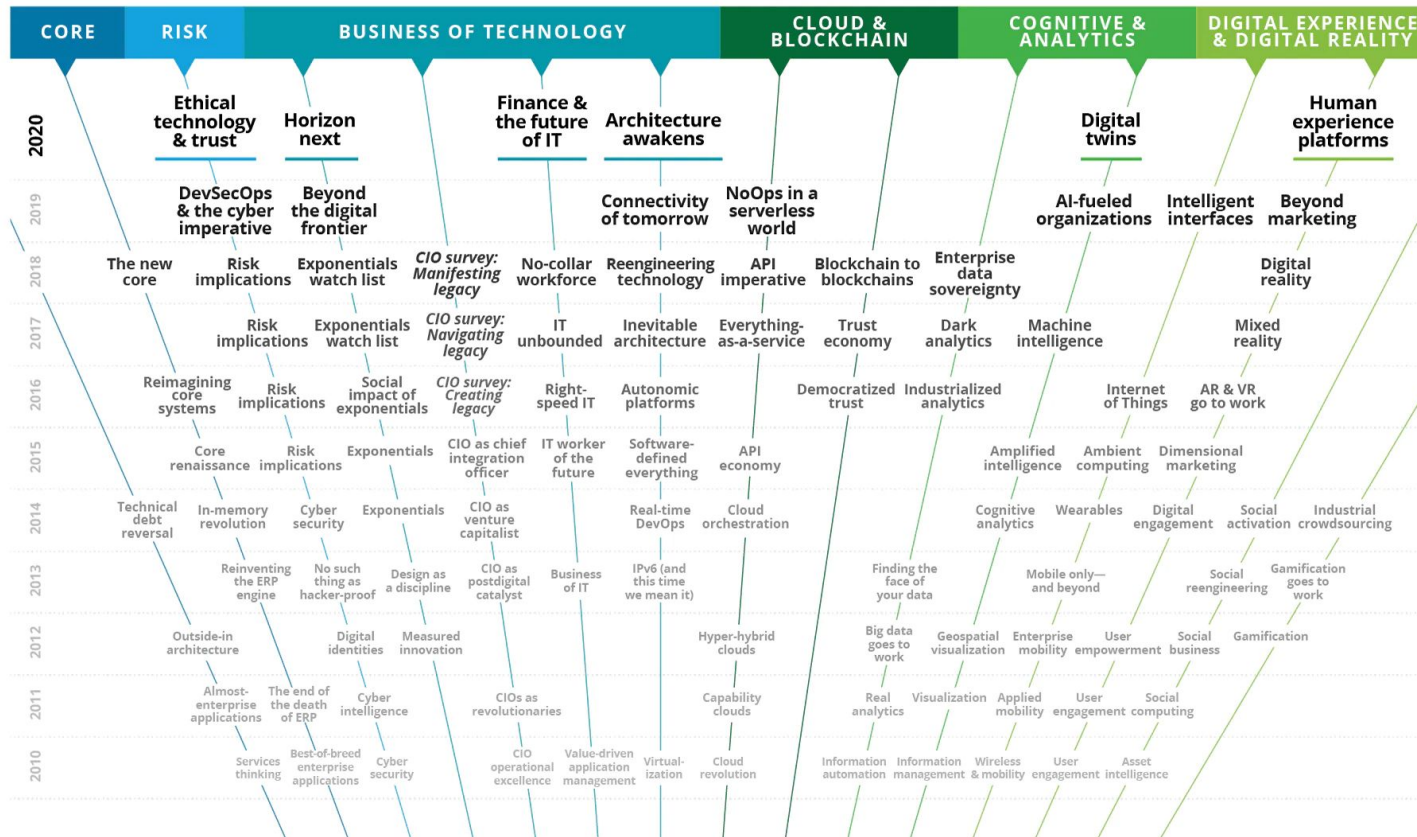 CORE
RISK
BUSINESS OF TECHNOLOGY
CLOUD &
BLOCKCHAIN
COGNITIVE &
ANALYTICS
DIGITAL EXPERIENCE
& DIGITAL REALITY
2020
Ethical
technology
& trust
Horizon
next
Finance &
the future
of IT
Architecture
awakens
Digital
twins
Human
experience
platforms
2019
DevSecOps
& the cyber
imperative
Beyond
the digital
frontier
Connectivity
of tomorrow
NoOps in a
serverless
world
AI-fueled
organizations
Intelligent
interfaces
Beyond
marketing
2018
The new
core
Risk
implications
Exponentials
watch list
CIO survey:
Manifesting
legacy
No-collar
workforce
Reengineering
technology
API
imperative
Blockchain to
blockchains
Enterprise
data
sovereignty
Digital
reality
2017
Risk
implications
Exponentials
watch list
CIO survey:
Navigating
legacy
IT
unbounded
Inevitable
architecture
Everything-
as-a-service
Trust
economy
Dark
analytics
Machine
intelligence
Mixed
reality
2016
Reimagining
core
systems
Risk
implications
Social
impact of
exponentials
CIO survey:
Creating
legacy
Right-
speed IT
Autonomic
platforms
Democratized
trust
Industrialized
analytics
Internet
of Things
AR & VR
go to work
2015
Core
renaissance
Risk
implications
Exponentials
CIO as chief
integration
officer
IT worker
of the
future
Software-
defined
everything
API
economy
Amplified
intelligence
Ambient
computing
Dimensional
marketing
2014
Technical
debt
reversal
In-memory
revolution
Cyber
security
Exponentials
CIO as
venture
capitalist
Real-time
DevOps
Cloud
orchestration
Cognitive
analytics
Wearables
Digital
engagement
Social
activation
Industrial
crowdsourcing
2013
Reinventing
the ERP
engine
No such
thing as
hacker-proof
Design as
a discipline
CIO as
postdigital
catalyst
Business
of IT
IPv6 (and
this time
we mean it)
Finding the
face of
your data
Mobile only—
and beyond
Social
reengineering
Gamification
goes to
work
2012
Outside-in
architecture
Digital
identities
Measured
innovation
Hyper-hybrid
clouds
Big data
goes to
work
Geospatial
visualization
Enterprise
mobility
User
empowerment
Social
business
Gamification
2011
Almost-
enterprise
applications
The end of
the death
of ERP
Cyber
intelligence
CIOs as
revolutionaries
Capability
clouds
Real
analytics
Visualization
Applied
mobility
User
engagement
Social
computing
2010
Services
thinking
Best-of-breed
enterprise
applications
Cyber
security
CIO
operational
excellence
Value-driven
application
management
Virtual-
ization
Cloud
revolution
Information
automation
Information
management
Wireless
& mobility
User
engagement
Asset
intelligence